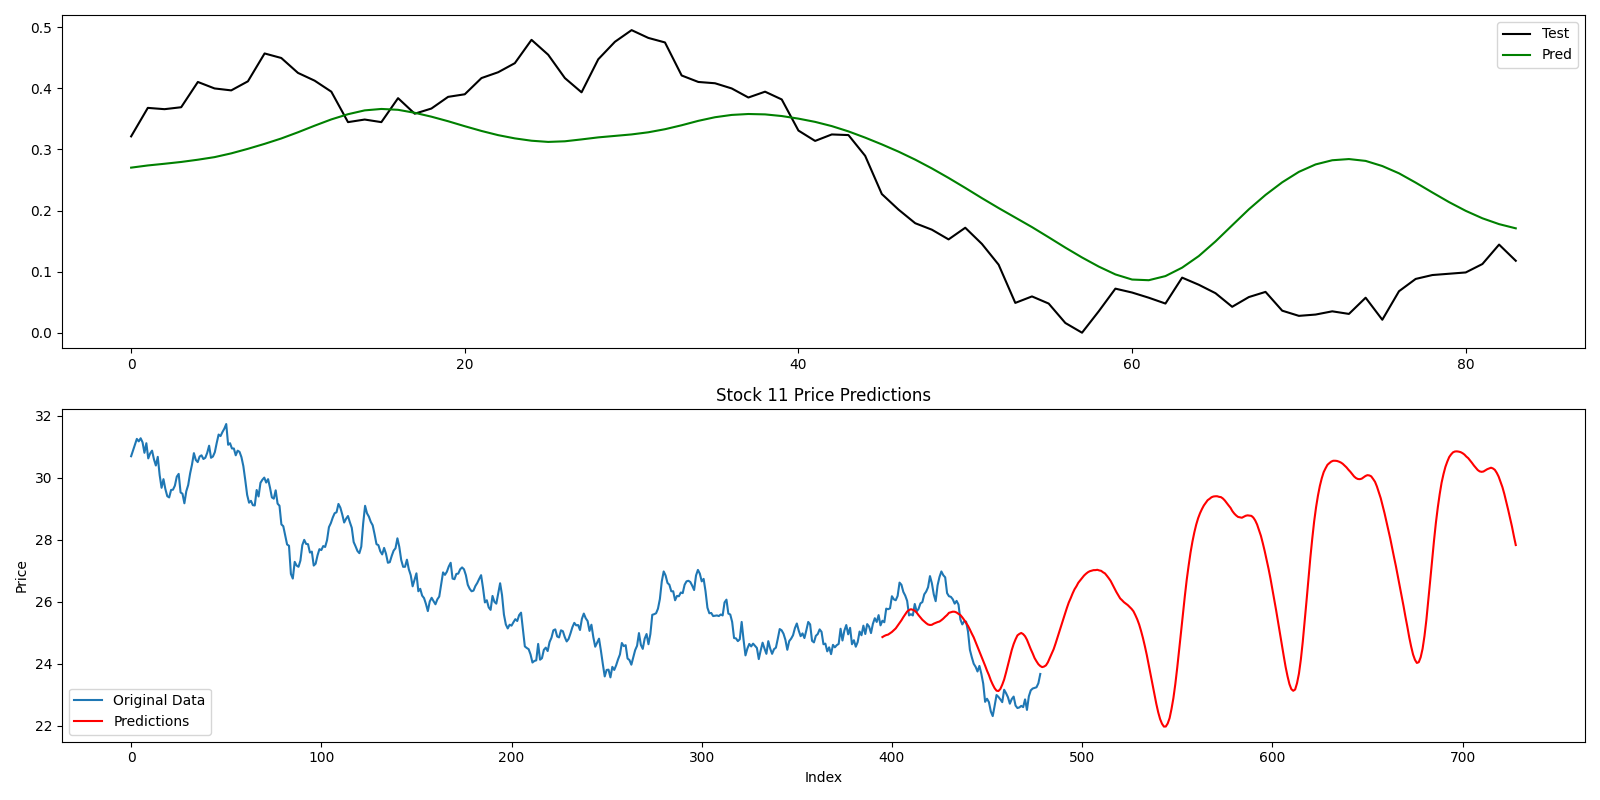 0.5
0.4
0.3
0.2
0.1
0.0
Test
Pred
0 20 40 60 80
Stock 11 Price Predictions
32
30
28
26
24
22
Price
Original Data
Predictions
0 100 200 300 400 500 600 700
Index